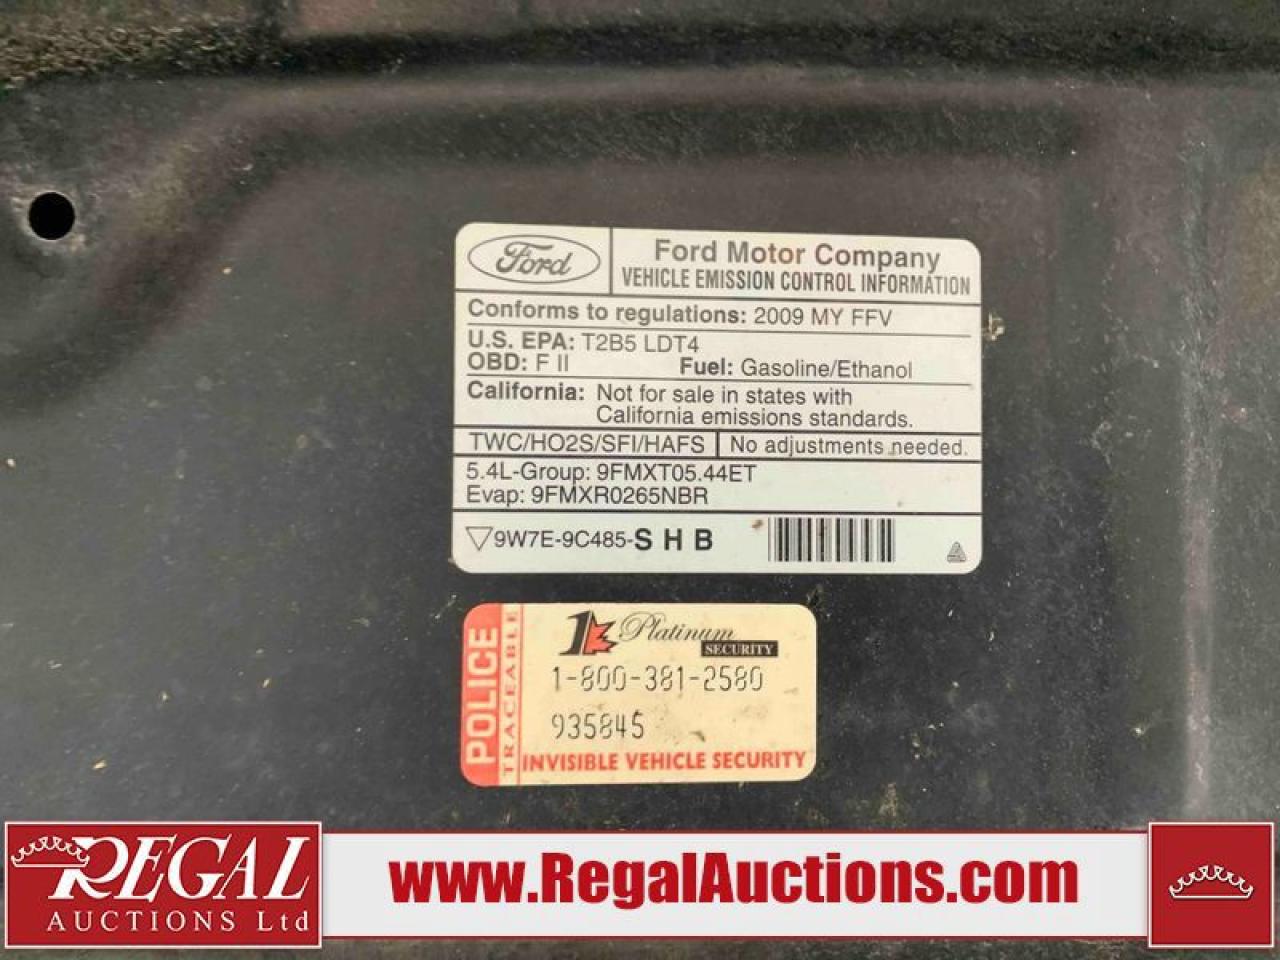 Ford
Ford Motor Company
VEHICLE EMISSION CONTROL INFORMATION
Conforms to regulations: 2009 MY FFV
U.S. EPA: T2B5 LDT4
OBD: F II Fuel: Gasoline/Ethanol
California: Not for sale in states with
California emissions standards.
TWC/HO2S/SFI/HAFS No adjustments needed.
5.4L-Group: 9FMXT05.44ET
Evap: 9FMXR0265NBR
9W7E-9C485-S H B
POLICE
TRACEABLE
1 Platinum
SECURITY
1-800-381-2580
935845
INVISIBLE VEHICLE SECURITY
REGAL
AUCTIONS Ltd
www.RegalAuctions.com